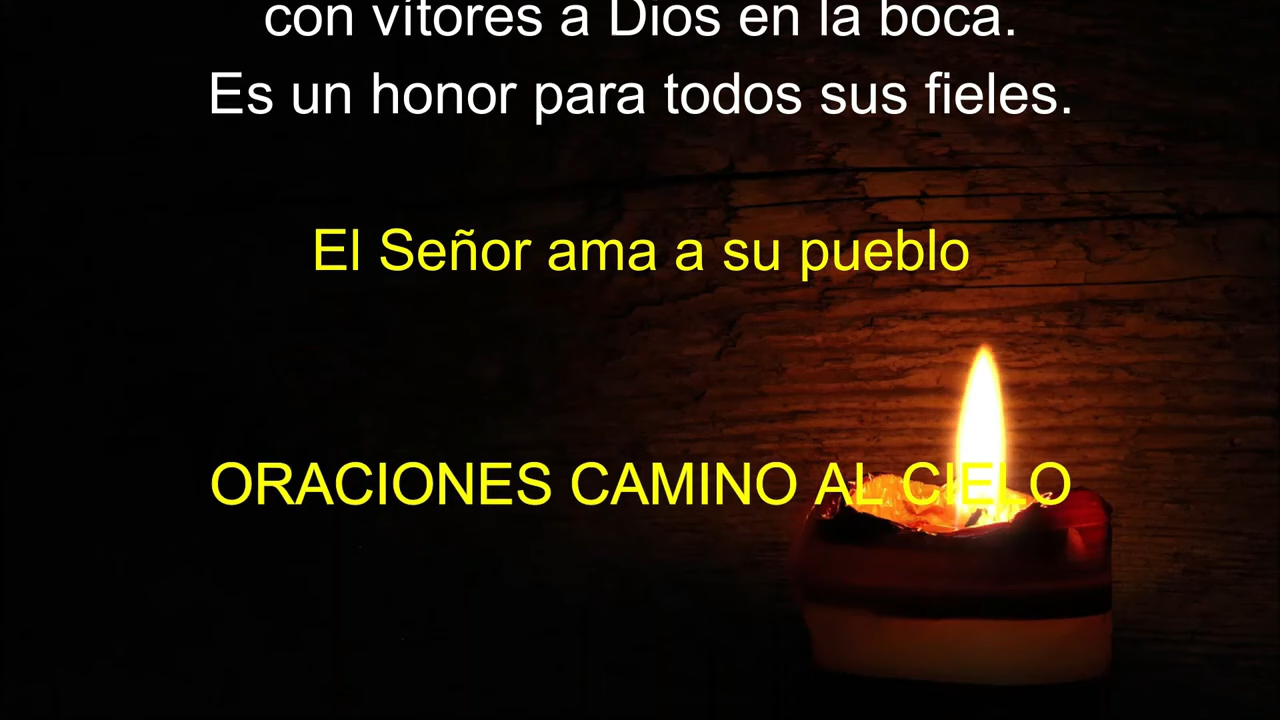 con vítores a Dios en la boca.
Es un honor para todos sus fieles.
El Señor ama a su pueblo
ORACIONES CAMINO AL CIELO